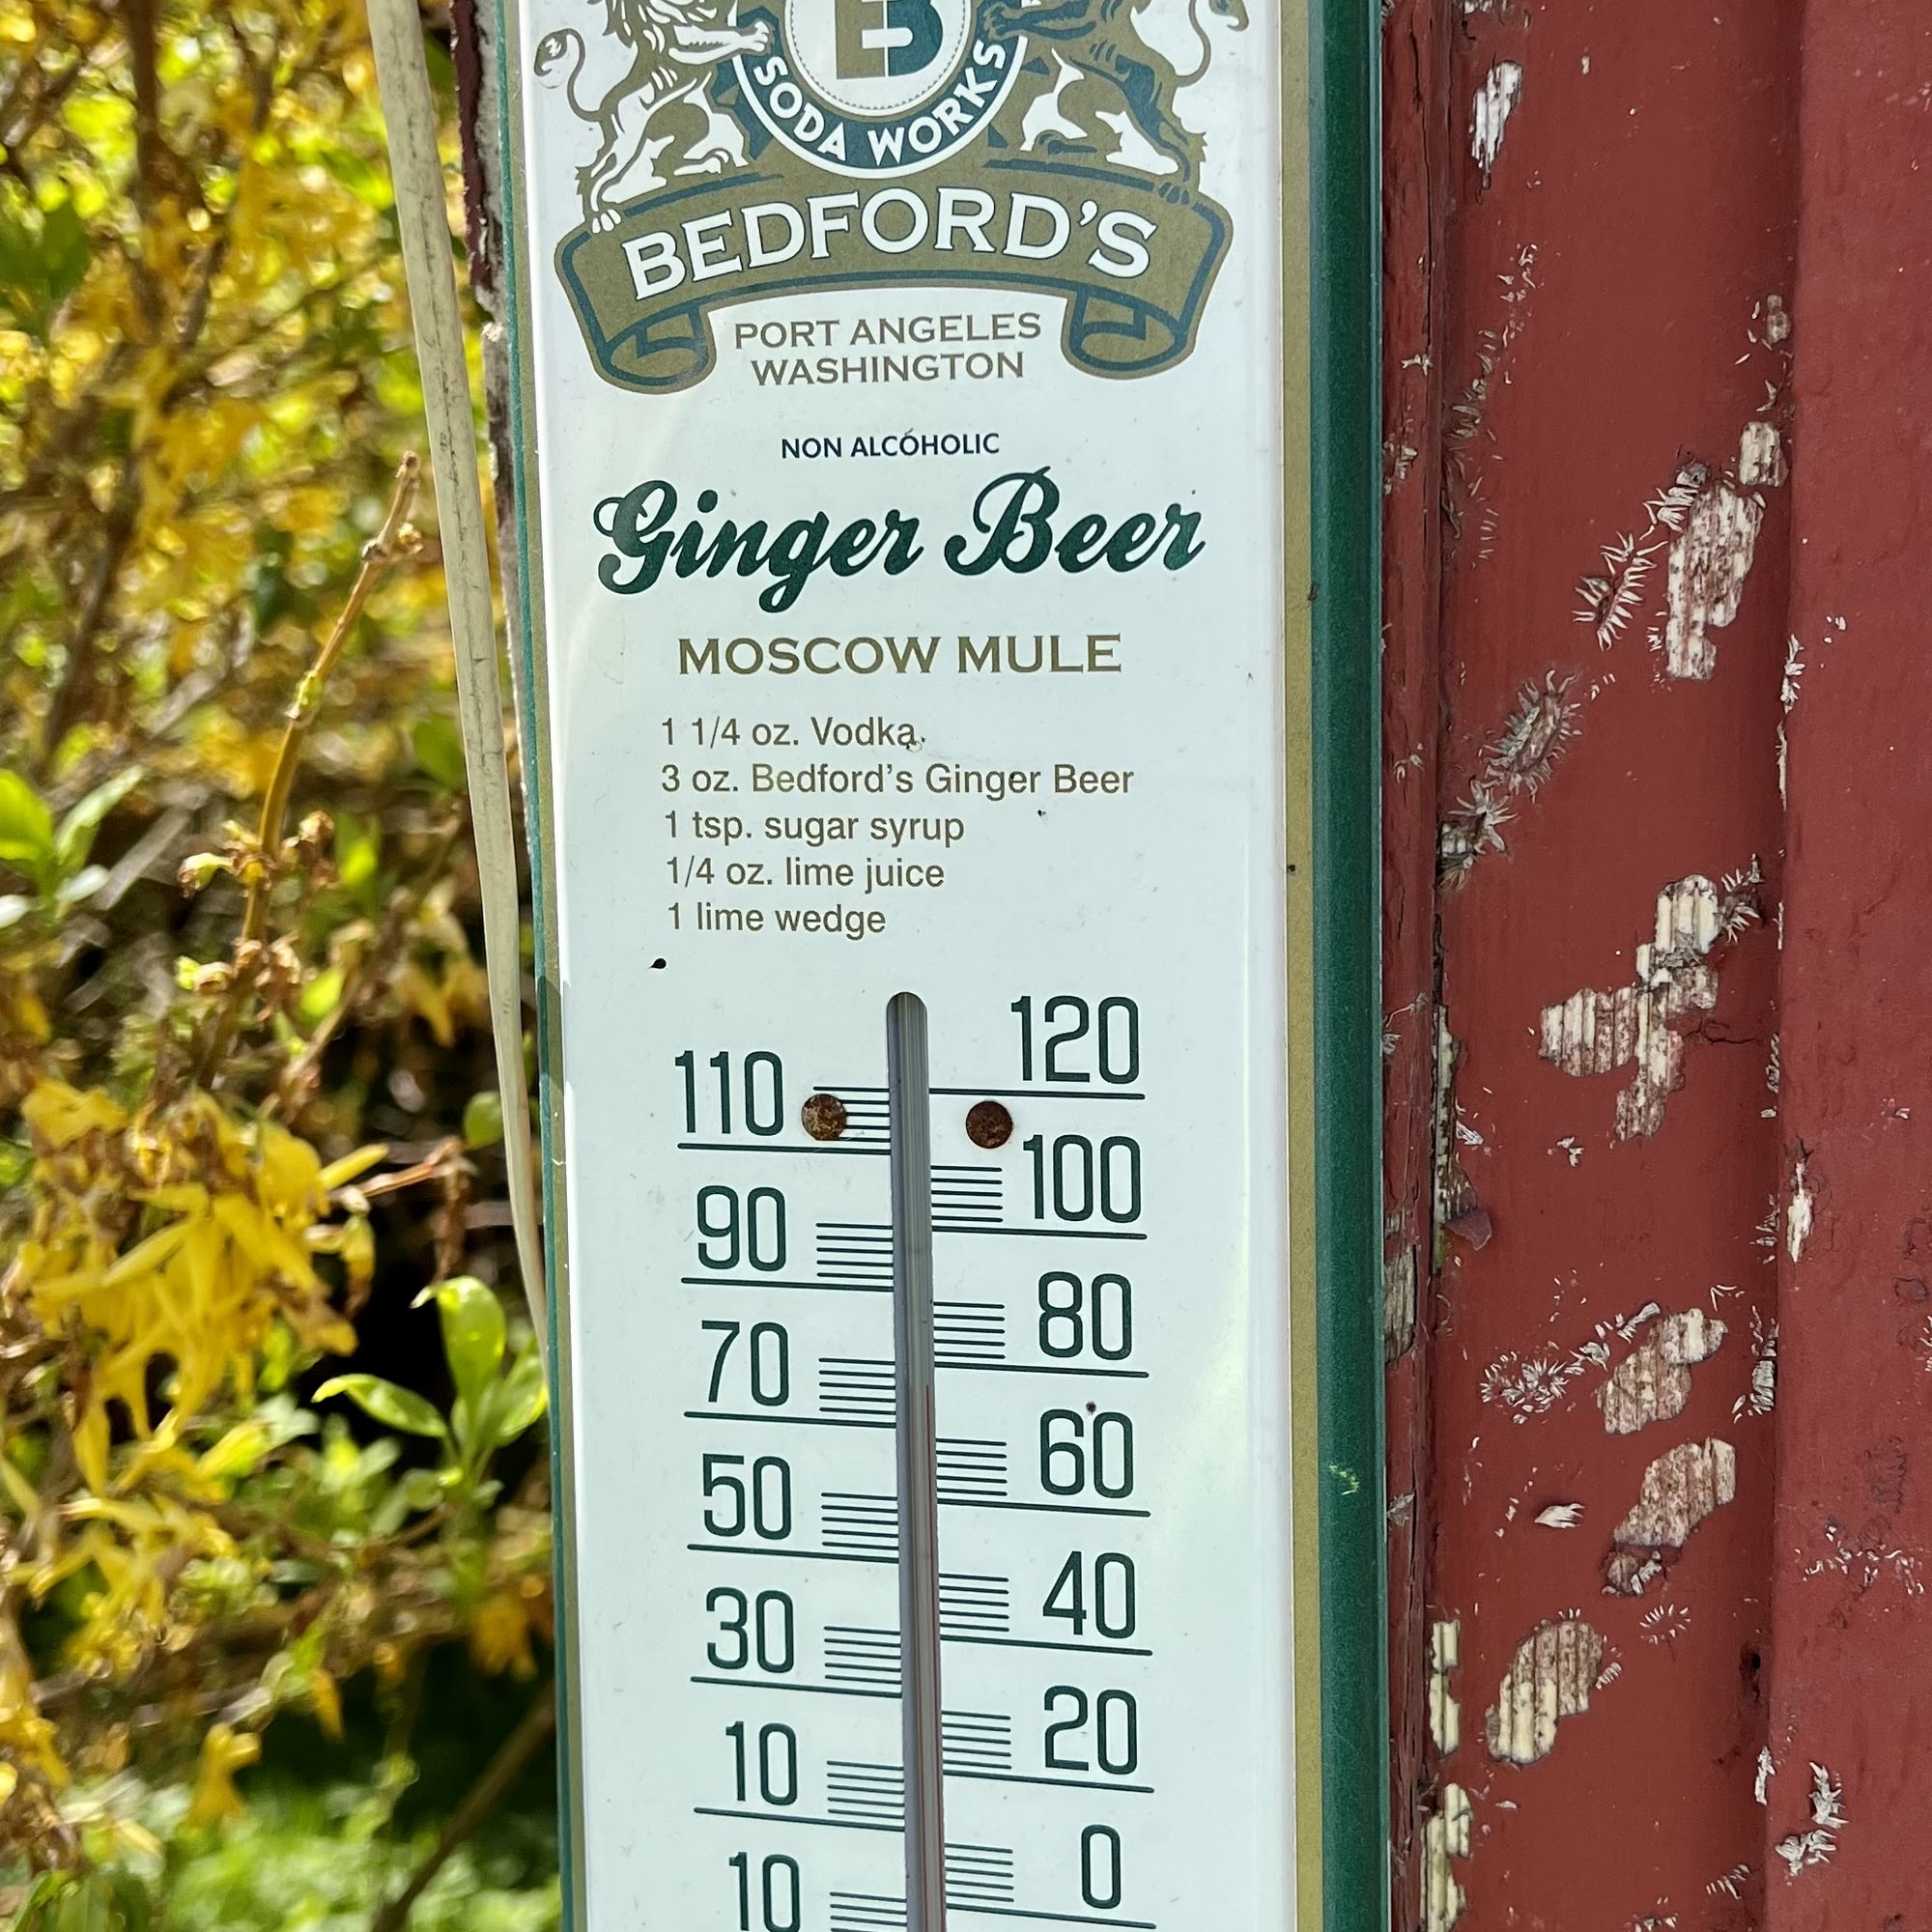 B
SODA WORKS
BEDFORD'S
PORT ANGELES
WASHINGTON
NON ALCOHOLIC
Ginger Beer
MOSCOW MULE
1 1/4 oz. Vodka
3 oz. Bedford's Ginger Beer
1 tsp. sugar syrup
1/4 oz. lime juice
1 lime wedge
120
110
100
90
80
70
60
50
40
30
20
10
0
10